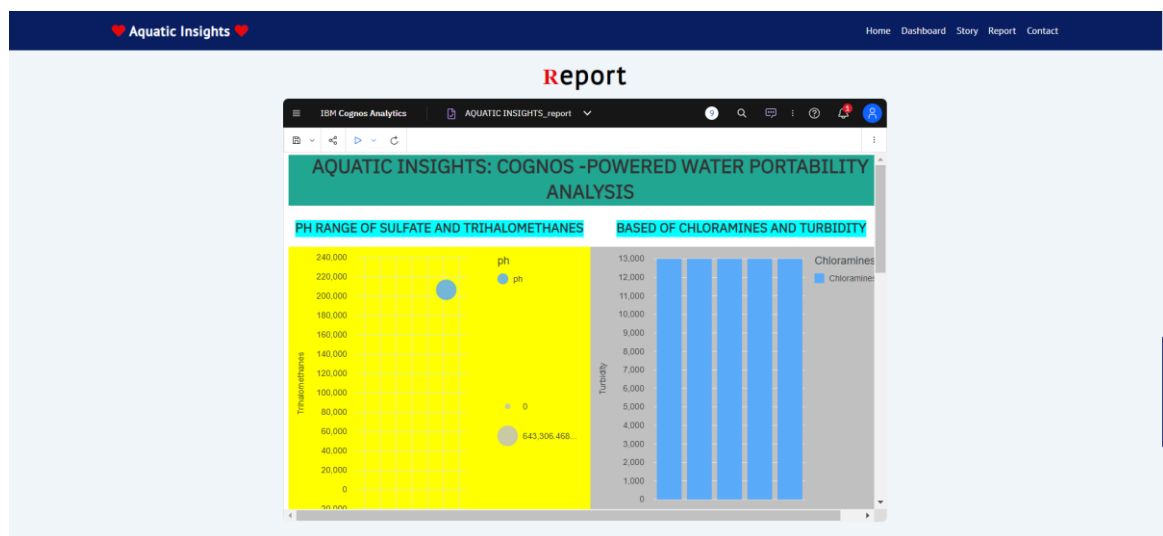 ❤ Aquatic Insights ❤
Home Dashboard Story Report Contact
Report
IBM Cognos Analytics
AQUATIC INSIGHTS_report
9
1
AQUATIC INSIGHTS: COGNOS -POWERED WATER PORTABILITY
ANALYSIS
PH RANGE OF SULFATE AND TRIHALOMETHANES
BASED OF CHLORAMINES AND TURBIDITY
240,000
220,000
200,000
180,000
160,000
140,000
120,000
100,000
80,000
60,000
40,000
20,000
0
Trihalomethanes
ph
ph
0
643,306.468...
13,000
12,000
11,000
10,000
9,000
8,000
7,000
6,000
5,000
4,000
3,000
2,000
1,000
0
Turbidity
Chloramines
Chloramine